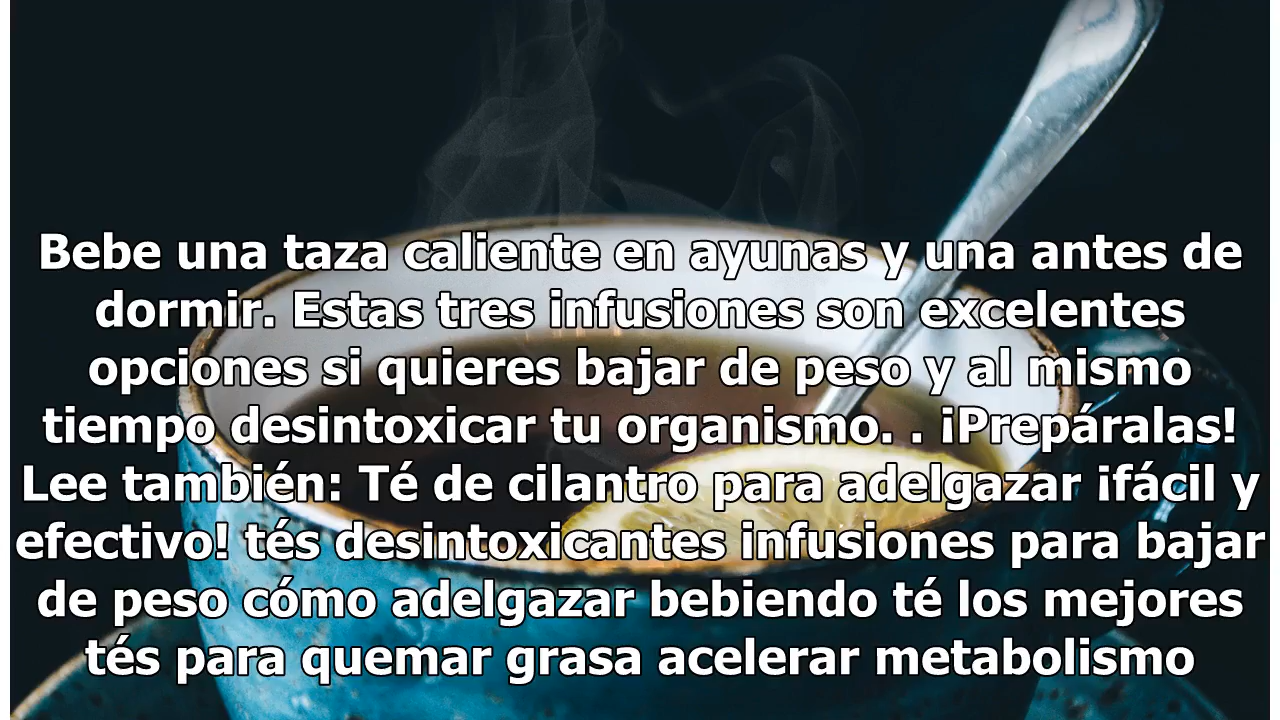 Bebe una taza caliente en ayunas y una antes de
dormir. Estas tres infusiones son excelentes
opciones si quieres bajar de peso y al mismo
tiempo desintoxicar tu organismo. . ¡Prepáralas!
Lee también: Té de cilantro para adelgazar ¡fácil y
efectivo! tés desintoxicantes infusiones para bajar
de peso cómo adelgazar bebiendo té los mejores
tés para quemar grasa acelerar metabolismo